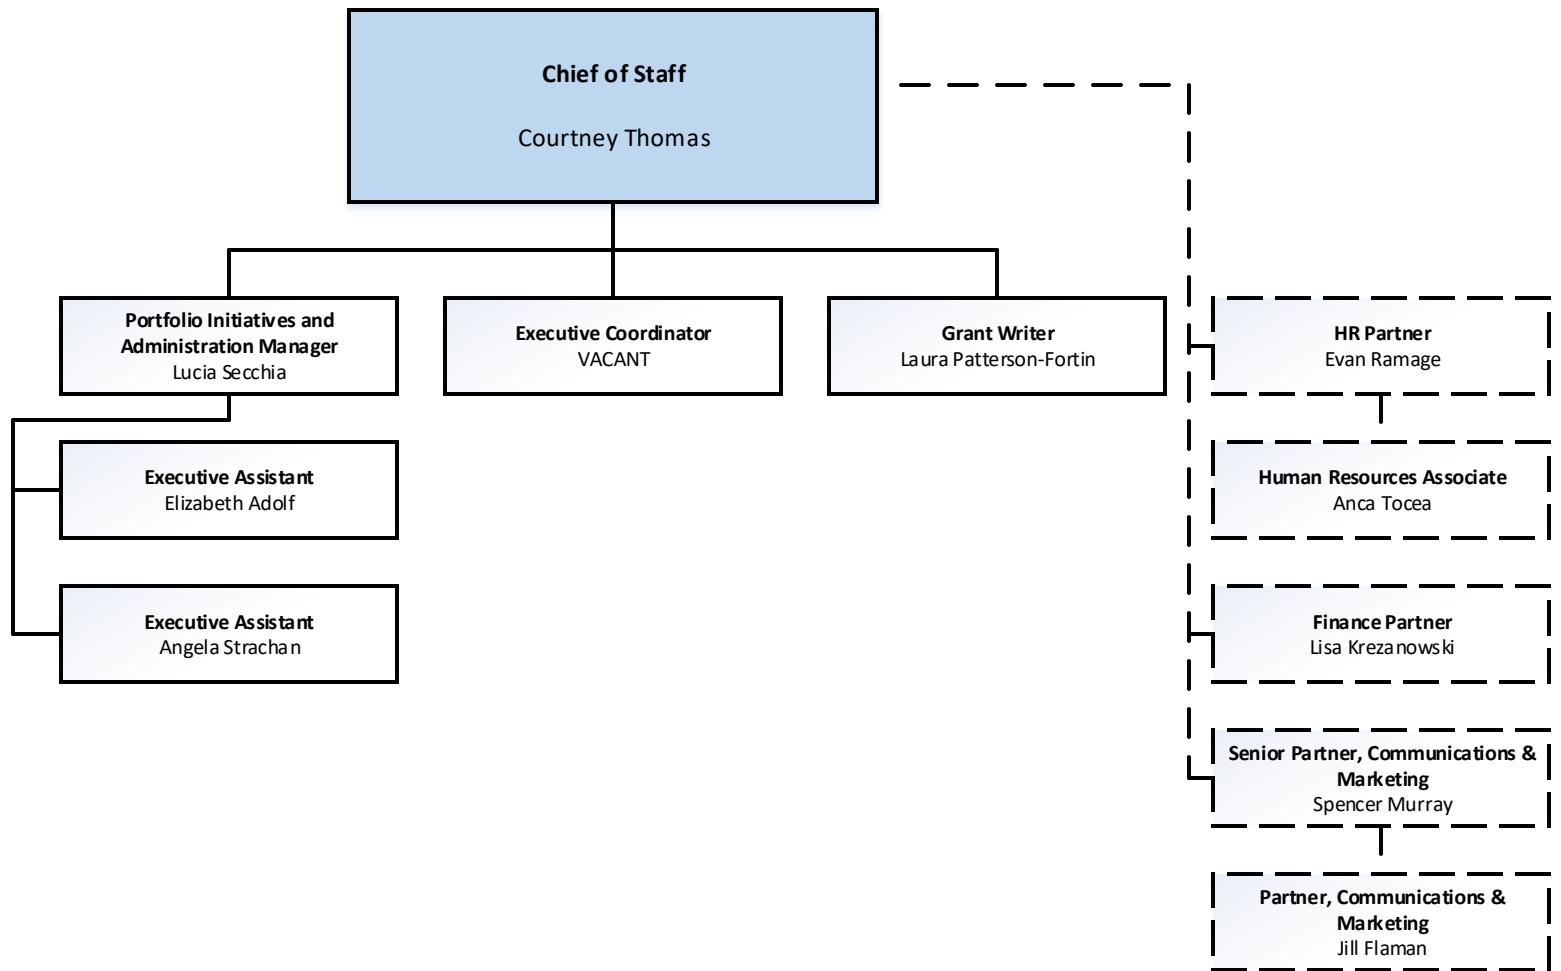 Chief of Staff
Courtney Thomas
Portfolio Initiatives and
Administration Manager
Lucia Secchia
Executive Coordinator
VACANT
Grant Writer
Laura Patterson-Fortin
HR Partner
Evan Ramage
Executive Assistant
Elizabeth Adolf
Human Resources Associate
Anca Tocea
Executive Assistant
Angela Strachan
Finance Partner
Lisa Krezanowski
Senior Partner, Communications &
Marketing
Spencer Murray
Partner, Communications &
Marketing
Jill Flaman